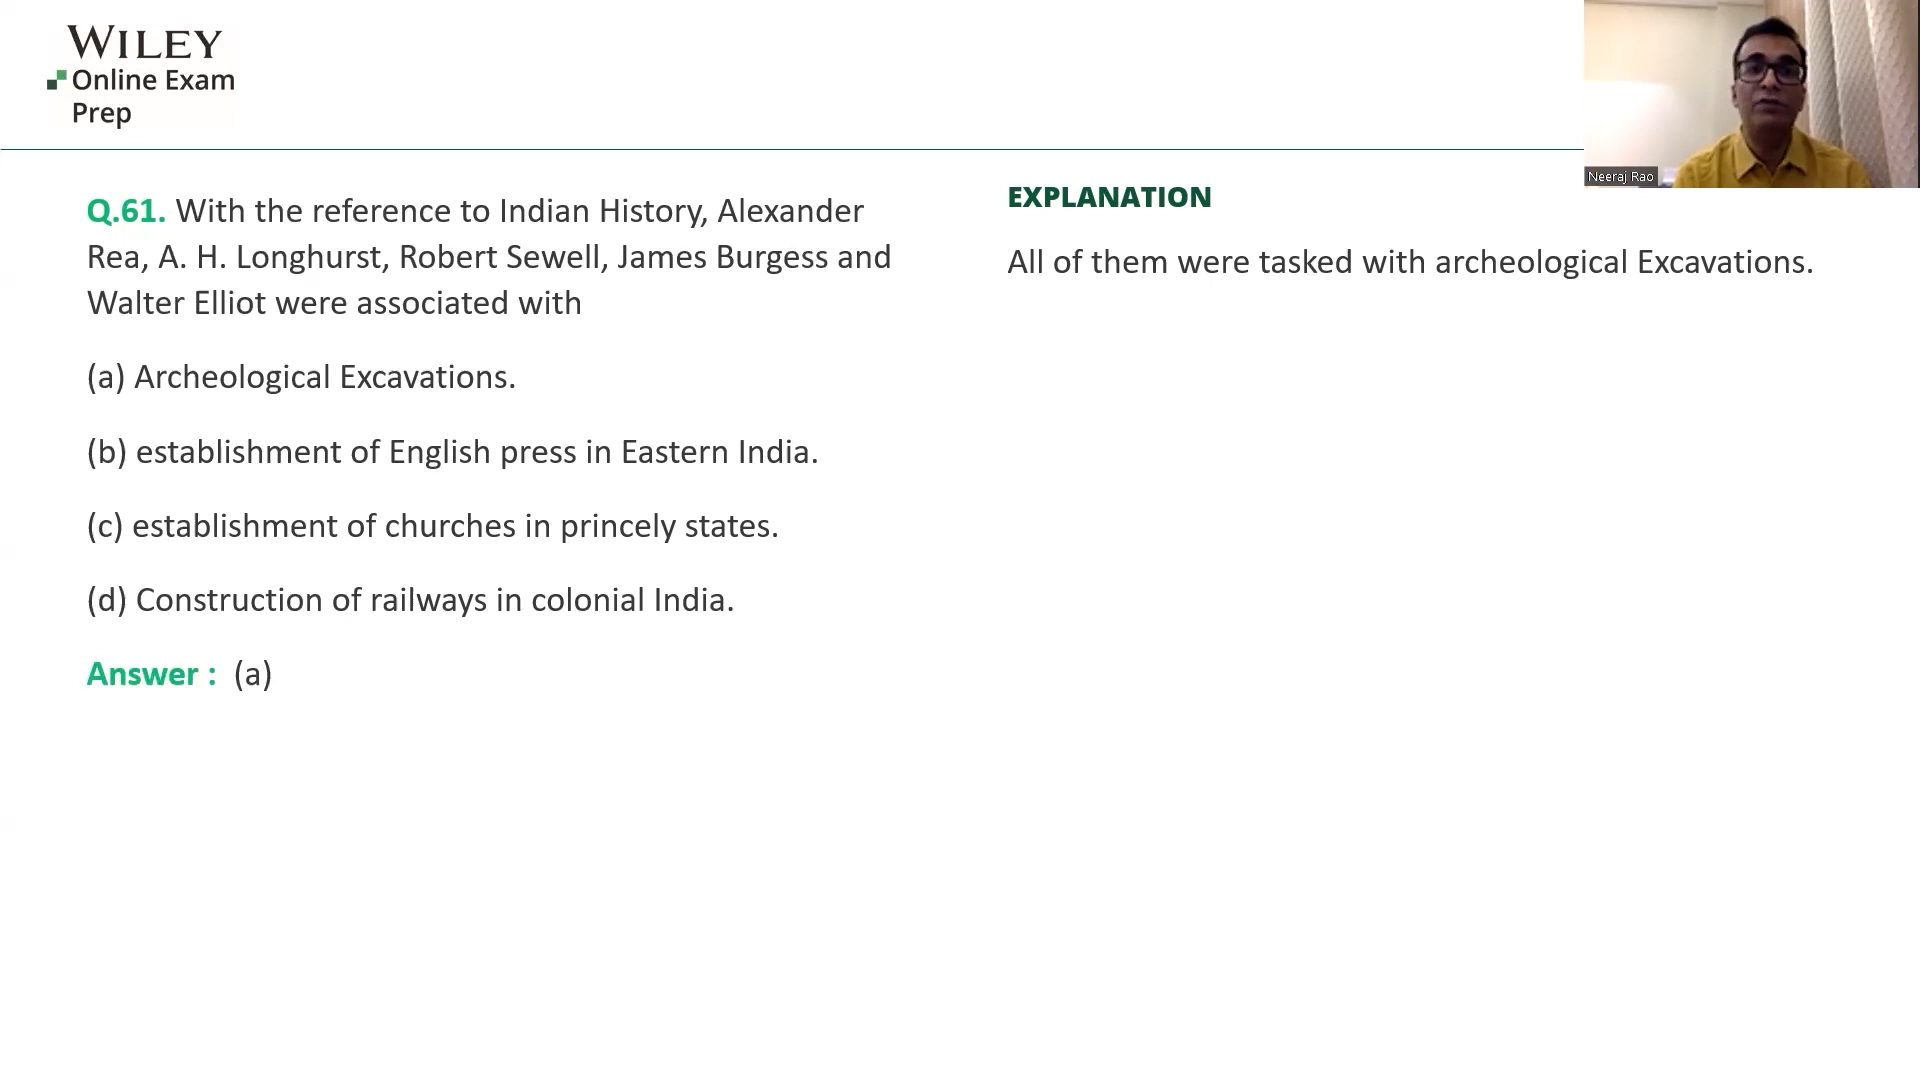 WILEY
Online Exam
Prep
Neeraj Rao
Q.61. With the reference to Indian History, Alexander
Rea, A. H. Longhurst, Robert Sewell, James Burgess and
Walter Elliot were associated with
(a) Archeological Excavations.
(b) establishment of English press in Eastern India.
(c) establishment of churches in princely states.
(d) Construction of railways in colonial India.
Answer : (a)
EXPLANATION
All of them were tasked with archeological Excavations.